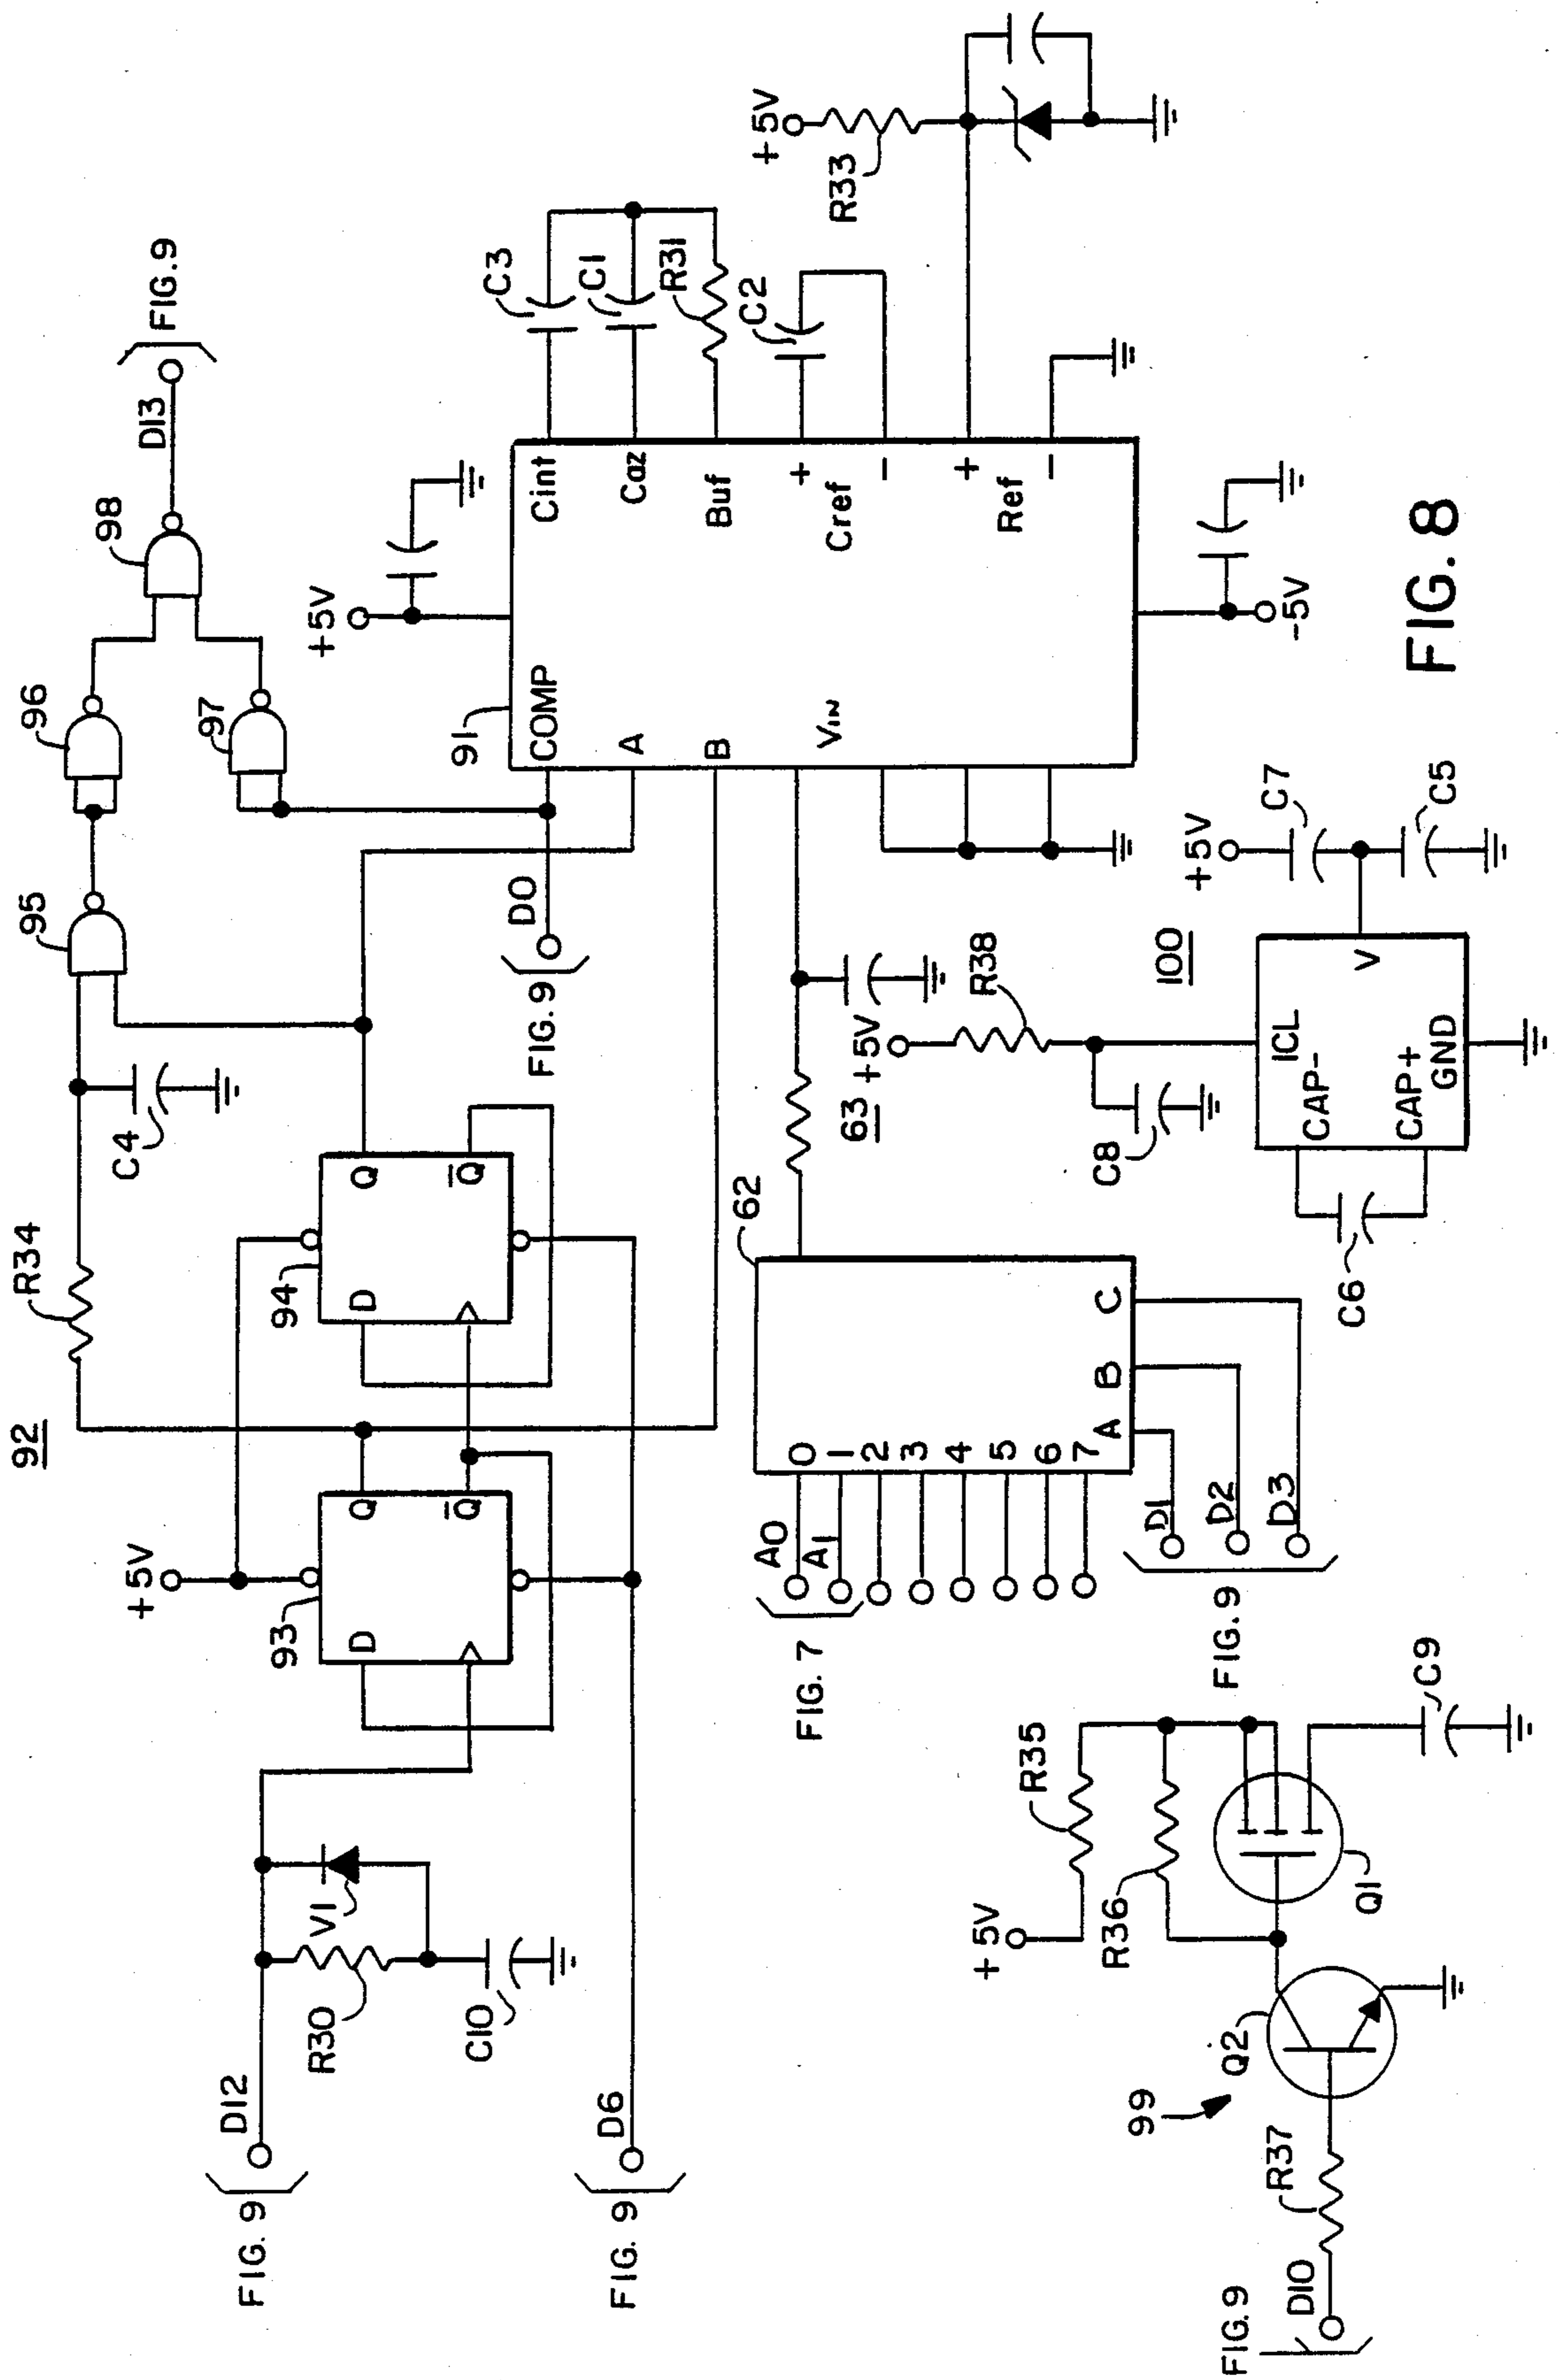 92
R34
95
96
98
D13
FIG.9
97
C4
+5V
93
D
Q
Q
94
D
Q
Q
FIG. 9
D12
R30
V1
C10
FIG. 9
D6
FIG.9
D0
+5V
91
COMP
A
B
VIN
Cint
Caz
Buf
+
Cref
-
+
Ref
-
-5V
C3
C1
R31
C2
+5V
R33
FIG. 7
A0
A1
0
1
2
3
4
5
6
7
A
B
C
62
63
FIG.9
D1
D2
D3
+5V
R38
C8
100
ICL
CAP-
CAP+
GND
V
C6
+5V
C7
C5
FIG.9
D10
R37
99
Q2
+5V
R35
R36
Q1
C9
FIG. 8